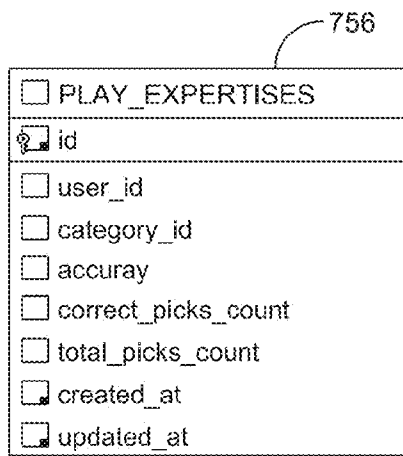 756
PLAY_EXPERTISES
id
user_id
category_id
accuray
correct_picks_count
total_picks_count
created_at
updated_at